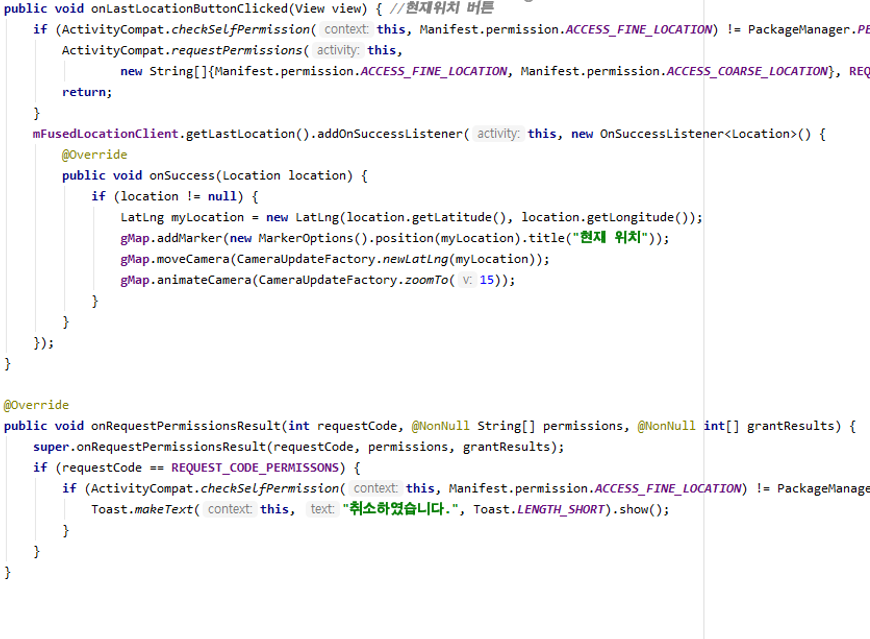 public void onLastLocationButtonClicked(View view) { //현재위치 버튼
if (ActivityCompat.checkSelfPermission( context: this, Manifest.permission.ACCESS_FINE_LOCATION) != PackageManager.PE
ActivityCompat.requestPermissions( activity: this,
new String[]{Manifest.permission.ACCESS_FINE_LOCATION, Manifest.permission.ACCESS_COARSE_LOCATION}, REQ
return;
}
mFusedLocationClient.getLastLocation().addOnSuccessListener( activity: this, new OnSuccessListener<Location>() {
@Override
public void onSuccess(Location location) {
if (location != null) {
LatLng myLocation = new LatLng(location.getLatitude(), location.getLongitude());
gMap.addMarker(new MarkerOptions().position(myLocation).title("현재 위치"));
gMap.moveCamera(CameraUpdateFactory.newLatLng(myLocation));
gMap.animateCamera(CameraUpdateFactory.zoomTo( v: 15));
}
}
});
}
@Override
public void onRequestPermissionsResult(int requestCode, @NonNull String[] permissions, @NonNull int[] grantResults) {
super.onRequestPermissionsResult(requestCode, permissions, grantResults);
if (requestCode == REQUEST_CODE_PERMISSONS) {
if (ActivityCompat.checkSelfPermission( context: this, Manifest.permission.ACCESS_FINE_LOCATION) != PackageManage
Toast.makeText( context: this, text: "취소하였습니다.", Toast.LENGTH_SHORT).show();
}
}
}